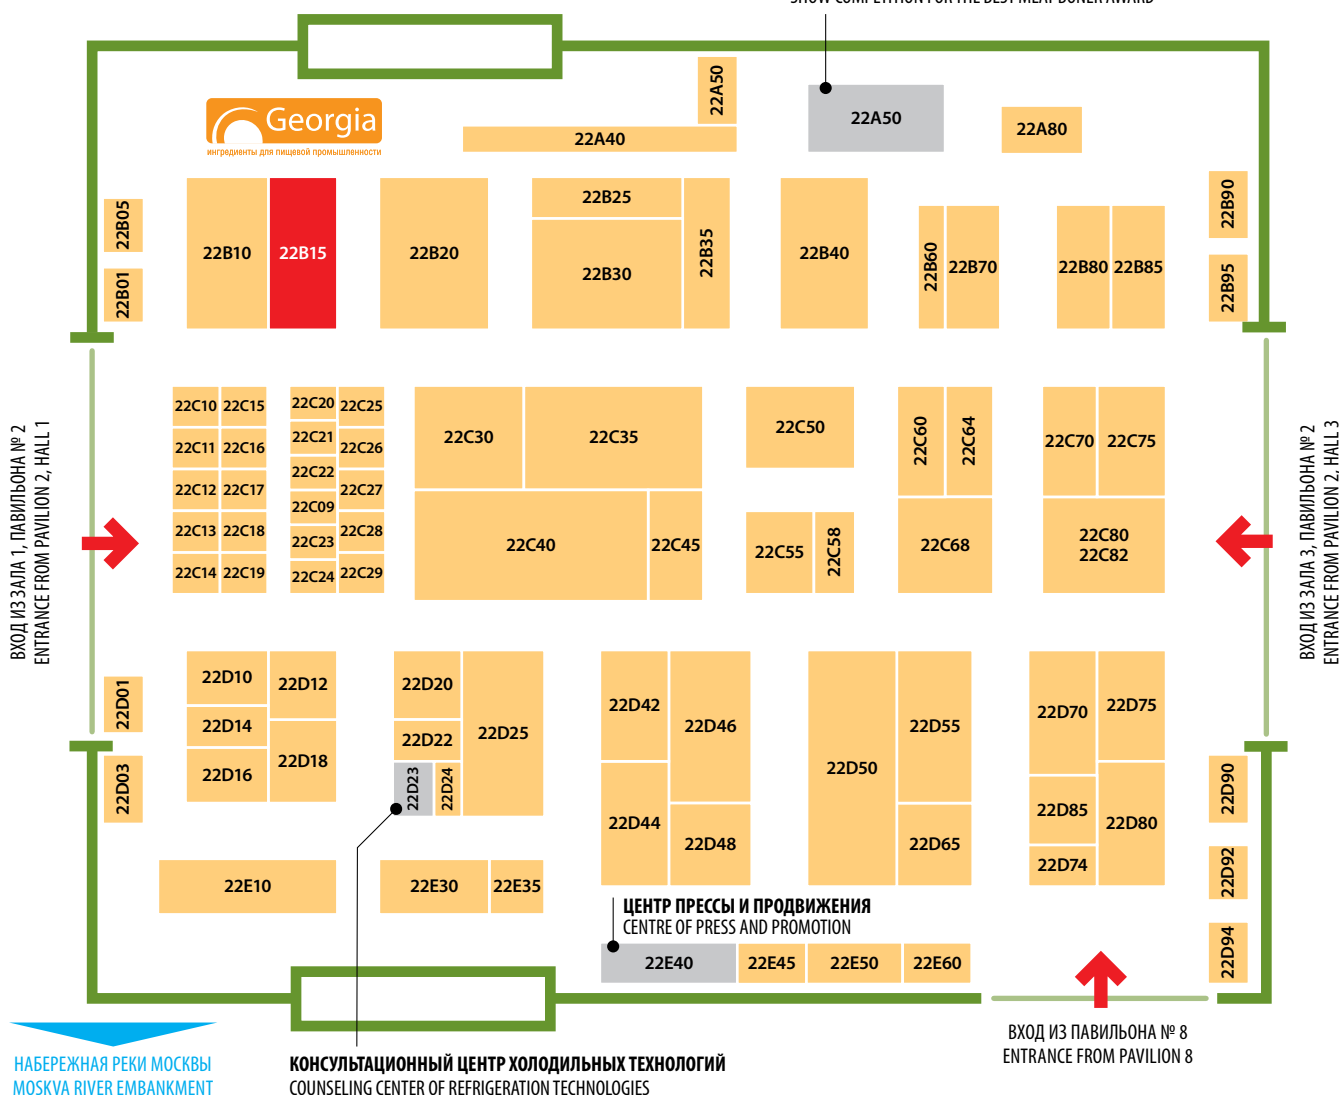 SHOW COMPETITION FOR THE BEST MEAT DONER AWARD
22A50
22A50
22A80
22A40
Georgia
ингредиенты для пищевой промышленности
22B05
22B01
22B10
22B15
22B20
22B25
22B30
22B35
22B40
22B60
22B70
22B80
22B85
22B90
22B95
ВХОД ИЗ ЗАЛА 1, ПАВИЛЬОНА № 2
ENTRANCE FROM PAVILION 2, HALL 1
22C10 22C15
22C11 22C16
22C12 22C17
22C13 22C18
22C14 22C19
22C20 22C25
22C21 22C26
22C22 22C27
22C09 22C28
22C23 22C29
22C24
22C30
22C35
22C40
22C45
22C50
22C55
22C58
22C60
22C64
22C68
22C70
22C75
22C80
22C82
ВХОД ИЗ ЗАЛА 3, ПАВИЛЬОНА № 2
ENTRANCE FROM PAVILION 2, HALL 3
22D01
22D03
22D10
22D12
22D14
22D16
22D18
22D20
22D22
22D23
22D24
22D25
22D42
22D44
22D46
22D48
22D50
22D55
22D65
22D70
22D75
22D85
22D74
22D80
22D90
22D92
22D94
22E10
22E30
22E35
ЦЕНТР ПРЕССЫ И ПРОДВИЖЕНИЯ
CENTRE OF PRESS AND PROMOTION
22E40
22E45
22E50
22E60
НАБЕРЕЖНАЯ РЕКИ МОСКВЫ
MOSKVA RIVER EMBANKMENT
КОНСУЛЬТАЦИОННЫЙ ЦЕНТР ХОЛОДИЛЬНЫХ ТЕХНОЛОГИЙ
COUNSELING CENTER OF REFRIGERATION TECHNOLOGIES
ВХОД ИЗ ПАВИЛЬОНА № 8
ENTRANCE FROM PAVILION 8